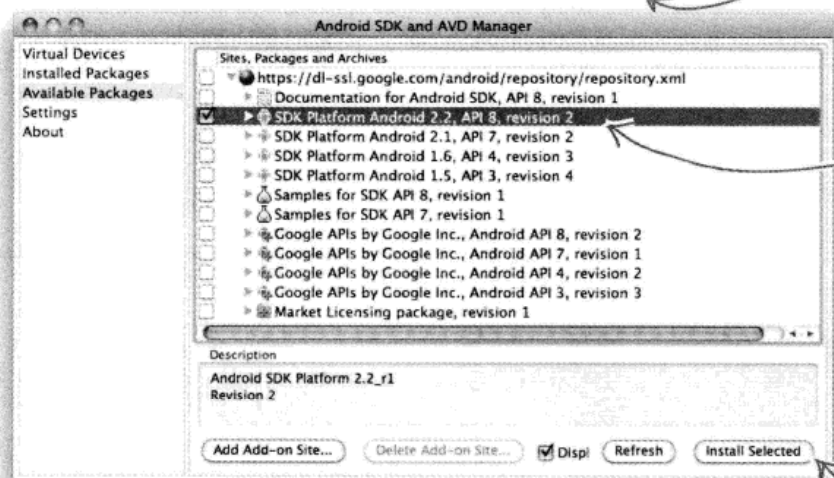 Android SDK and AVD Manager
Virtual Devices
Installed Packages
Available Packages
Settings
About
Sites, Packages and Archives
https://dl-ssl.google.com/android/repository/repository.xml
Documentation for Android SDK, API 8, revision 1
SDK Platform Android 2.2, API 8, revision 2
SDK Platform Android 2.1, API 7, revision 2
SDK Platform Android 1.6, API 4, revision 3
SDK Platform Android 1.5, API 3, revision 4
Samples for SDK API 8, revision 1
Samples for SDK API 7, revision 1
Google APIs by Google Inc., Android API 8, revision 2
Google APIs by Google Inc., Android API 7, revision 1
Google APIs by Google Inc., Android API 4, revision 2
Google APIs by Google Inc., Android API 3, revision 3
Market Licensing package, revision 1
Description
Android SDK Platform 2.2_r1
Revision 2
Add Add-on Site... Delete Add-on Site... Displ Refresh Install Selected